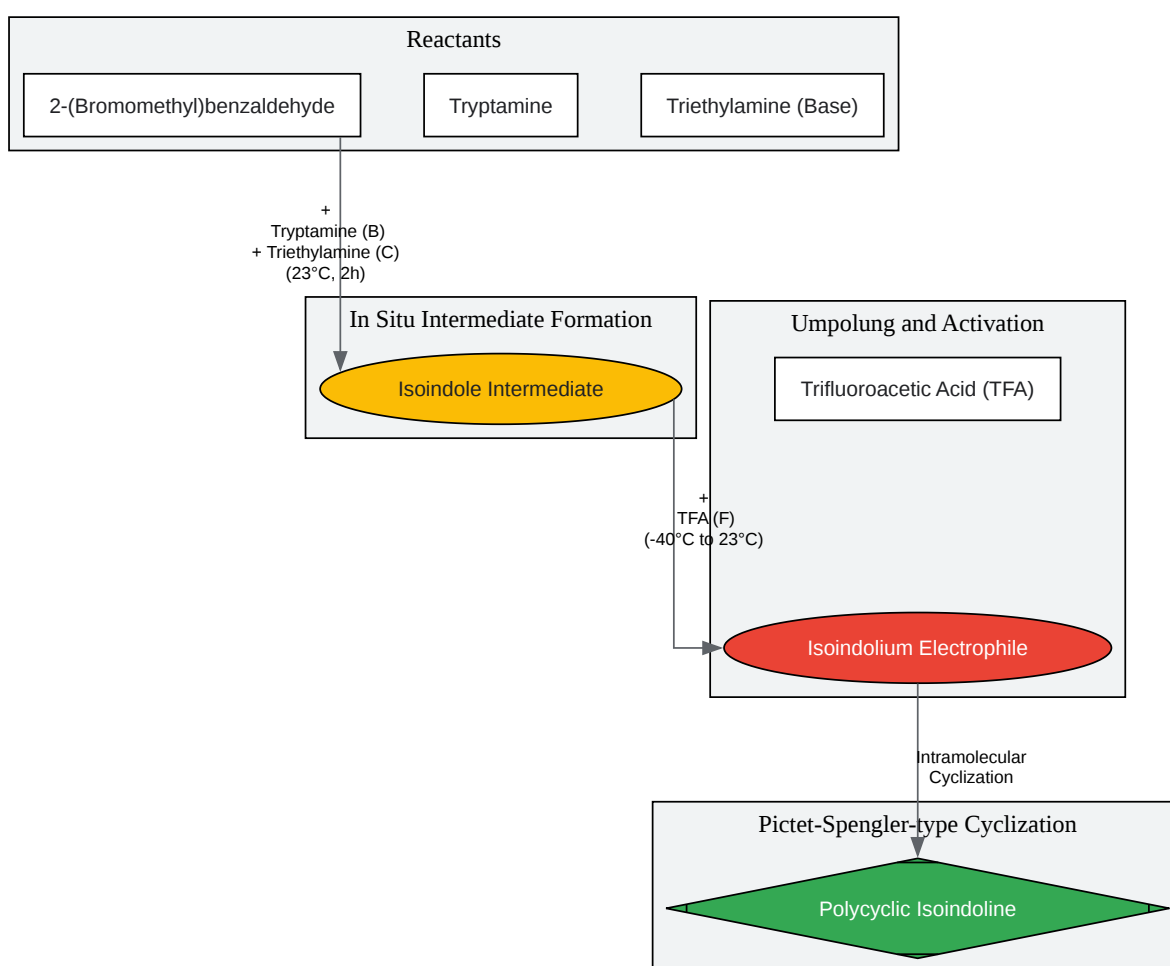 Reactants
2-(Bromomethyl)benzaldehyde
Tryptamine
Triethylamine (Base)
+
Tryptamine (B)
+ Triethylamine (C)
(23°C, 2h)
In Situ Intermediate Formation
Isoindole Intermediate
Umpolung and Activation
Trifluoroacetic Acid (TFA)
+
TFA (F)
(-40°C to 23°C)
Isoindolium Electrophile
Intramolecular
Cyclization
Pictet-Spengler-type Cyclization
Polycyclic Isoindoline